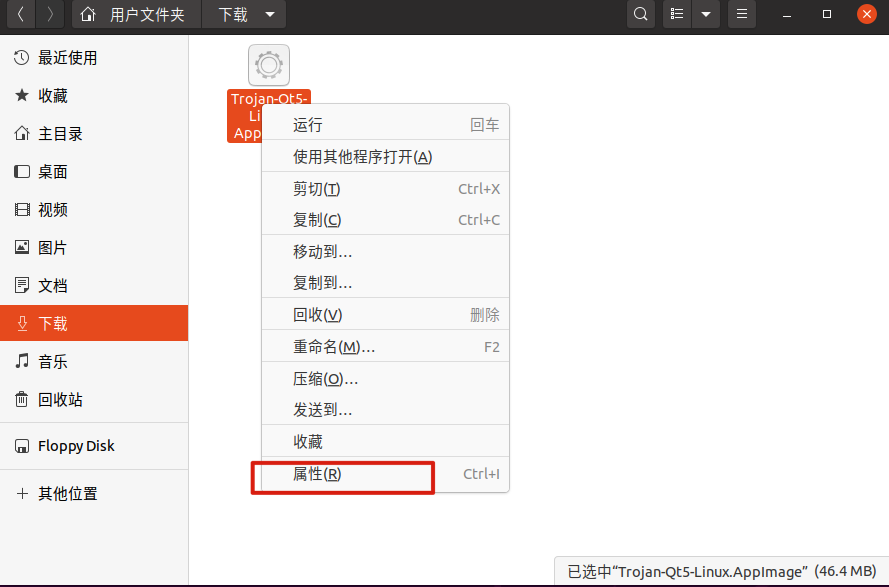 用户文件夹 下载
最近使用
收藏
主目录
桌面
视频
图片
文档
下载
音乐
回收站
Floppy Disk
其他位置
Trojan-Qt5-
Li
App
运行 回车
使用其他程序打开(A)
剪切(T) Ctrl+X
复制(C) Ctrl+C
移动到…
复制到…
回收(V) 删除
重命名(M)… F2
压缩(O)…
发送到…
收藏
属性(R) Ctrl+I
已选中“Trojan-Qt5-Linux.AppImage” (46.4 MB)